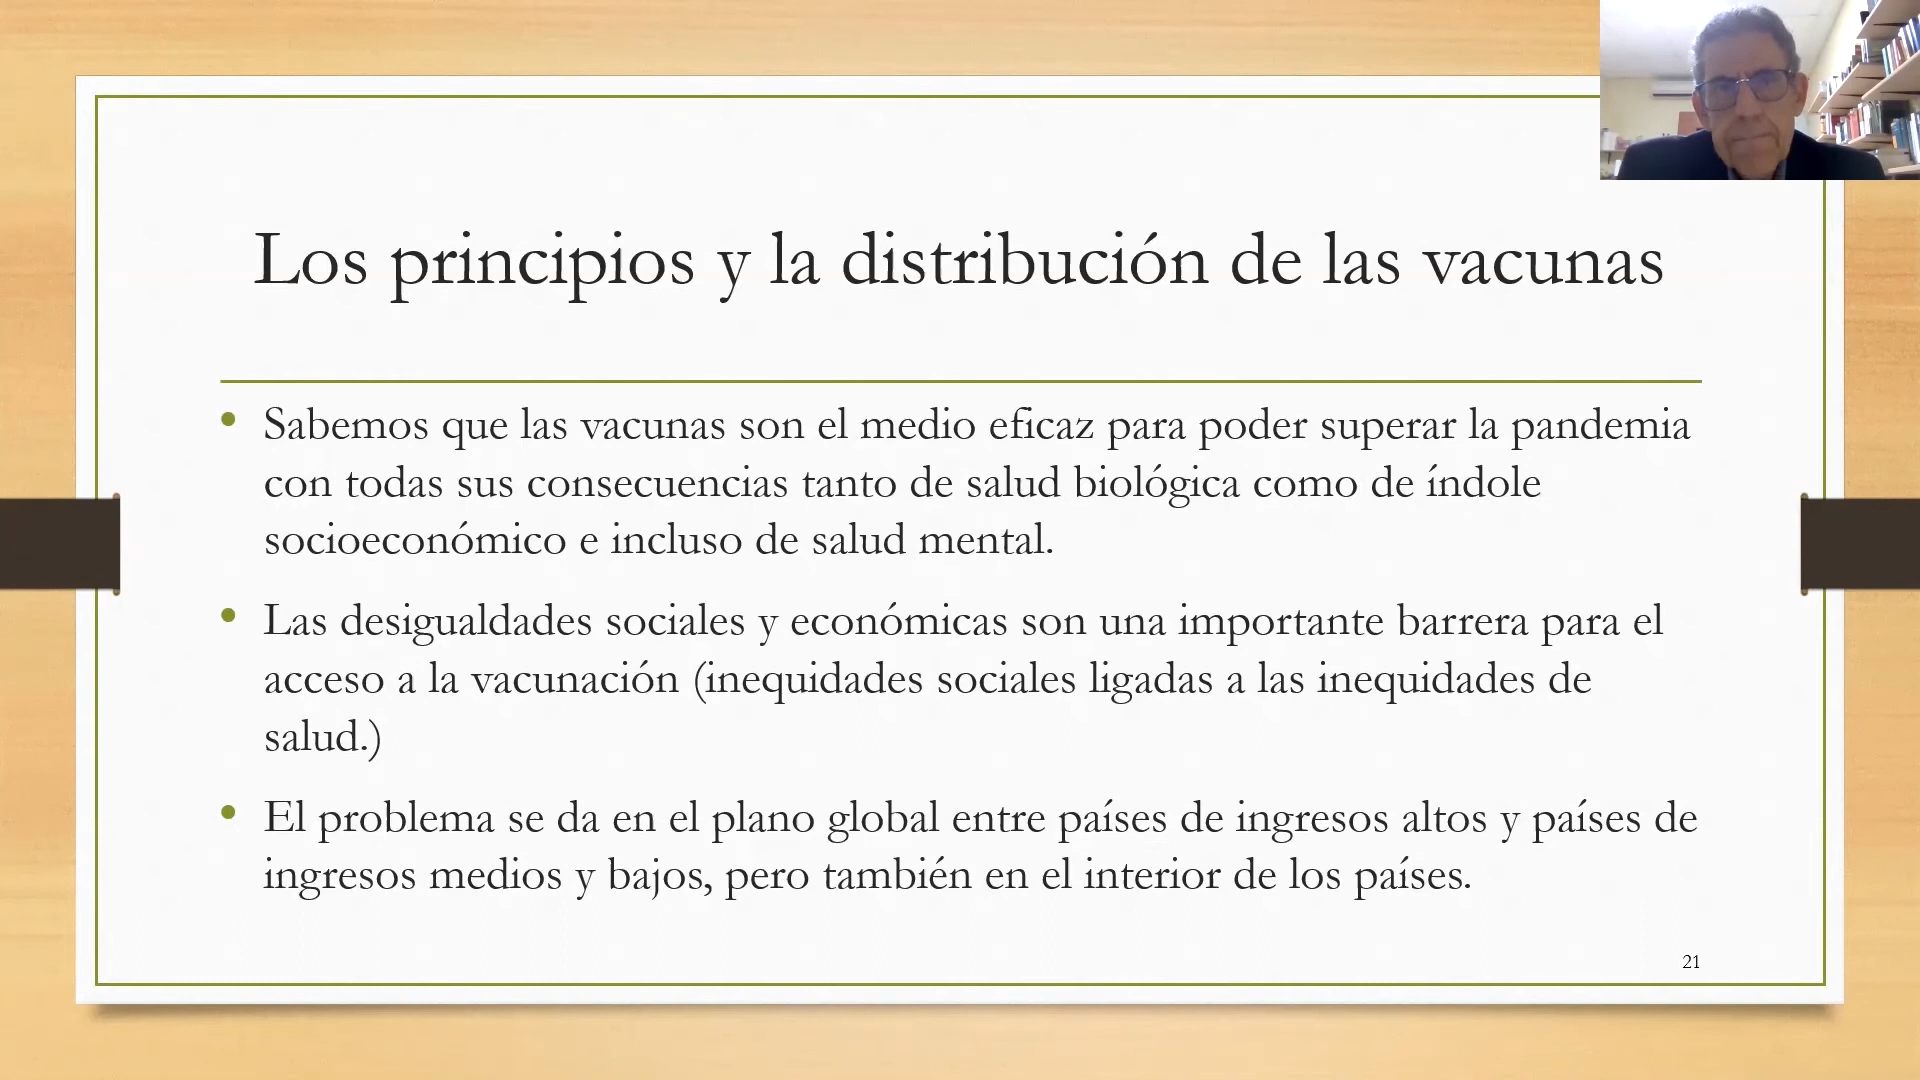 Los principios y la distribución de las vacunas
Sabemos que las vacunas son el medio eficaz para poder superar la pandemia
con todas sus consecuencias tanto de salud biológica como de índole
socioeconómico e incluso de salud mental.
Las desigualdades sociales y económicas son una importante barrera para el
acceso a la vacunación (inequidades sociales ligadas a las inequidades de
salud.)
El problema se da en el plano global entre países de ingresos altos y países de
ingresos medios y bajos, pero también en el interior de los países.
21